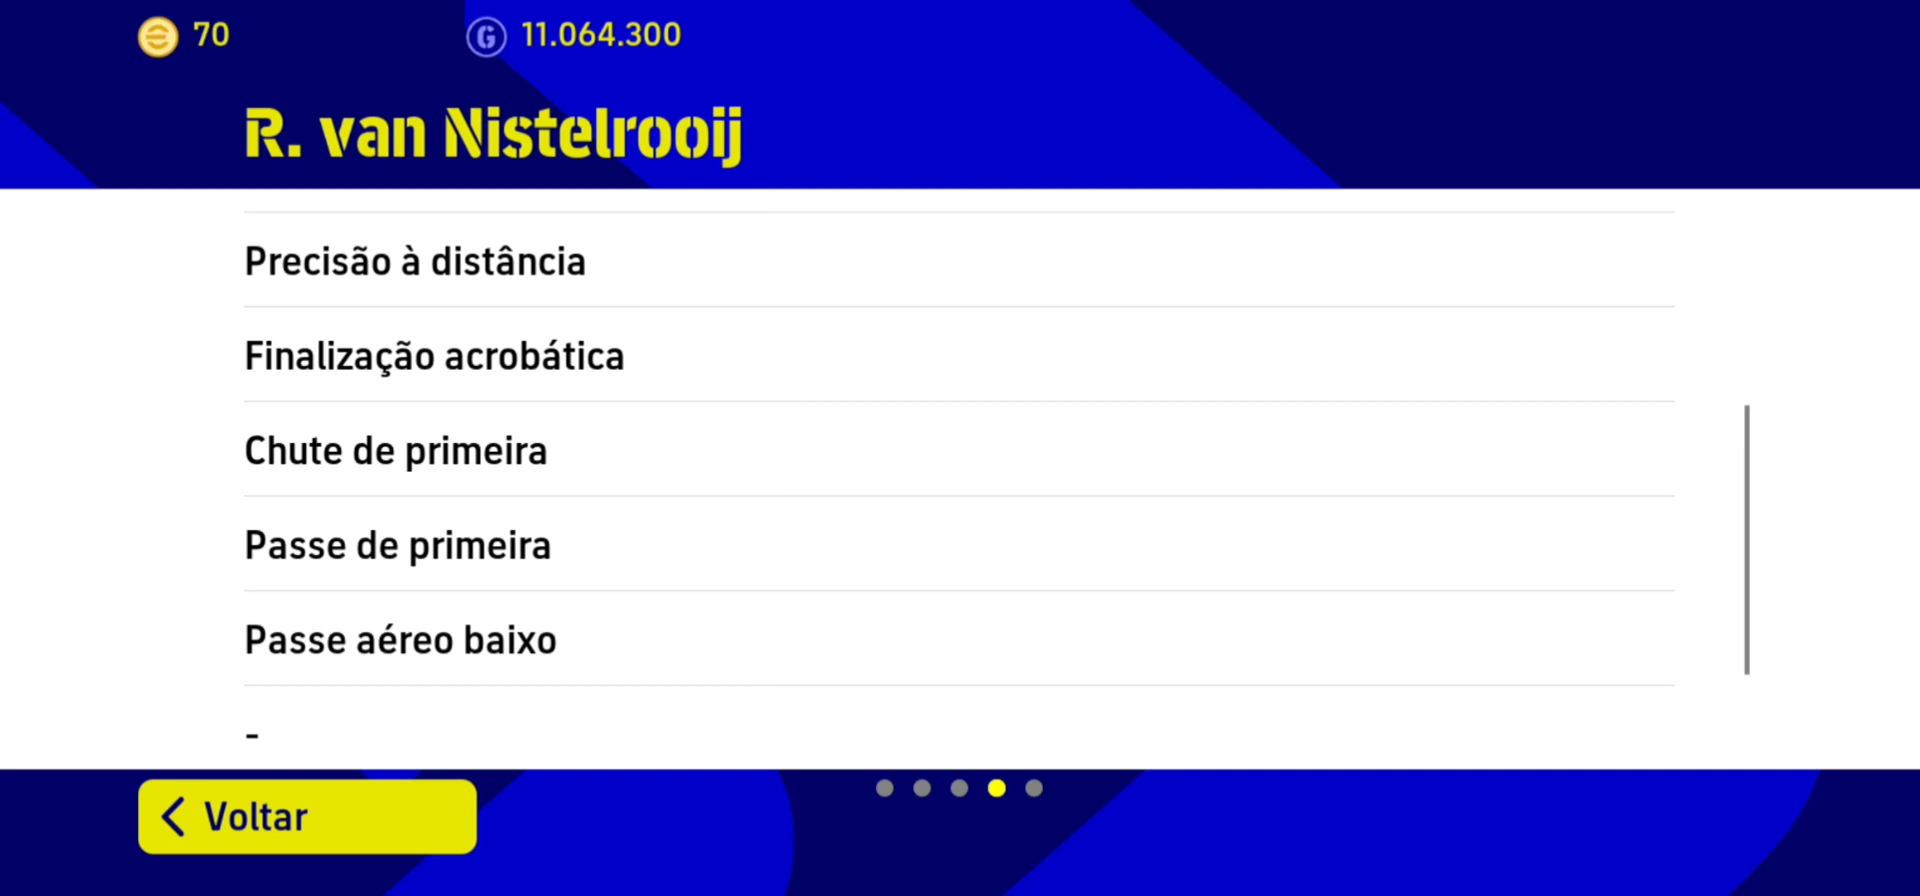 70
11.064.300
R. van Nistelrooij
Precisão à distância
Finalização acrobática
Chute de primeira
Passe de primeira
Passe aéreo baixo
-
Voltar